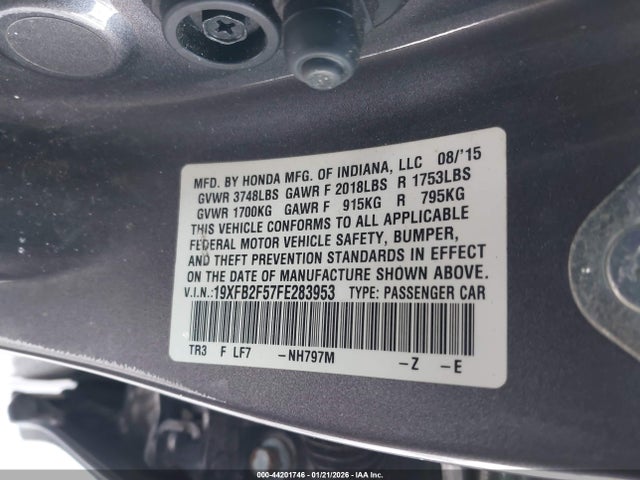 MFD. BY HONDA MFG. OF INDIANA, LLC 08/'15
GVWR 3748LBS GAWR F 2018LBS R 1753LBS
GVWR 1700KG GAWR F 915KG R 795KG
THIS VEHICLE CONFORMS TO ALL APPLICABLE
FEDERAL MOTOR VEHICLE SAFETY, BUMPER,
AND THEFT PREVENTION STANDARDS IN EFFECT
ON THE DATE OF MANUFACTURE SHOWN ABOVE.
V.I.N.:19XFB2F57FE283953 TYPE: PASSENGER CAR
TR3 F LF7 -NH797M -Z -E
000-44201746 - 01/21/2026 - IAA Inc.